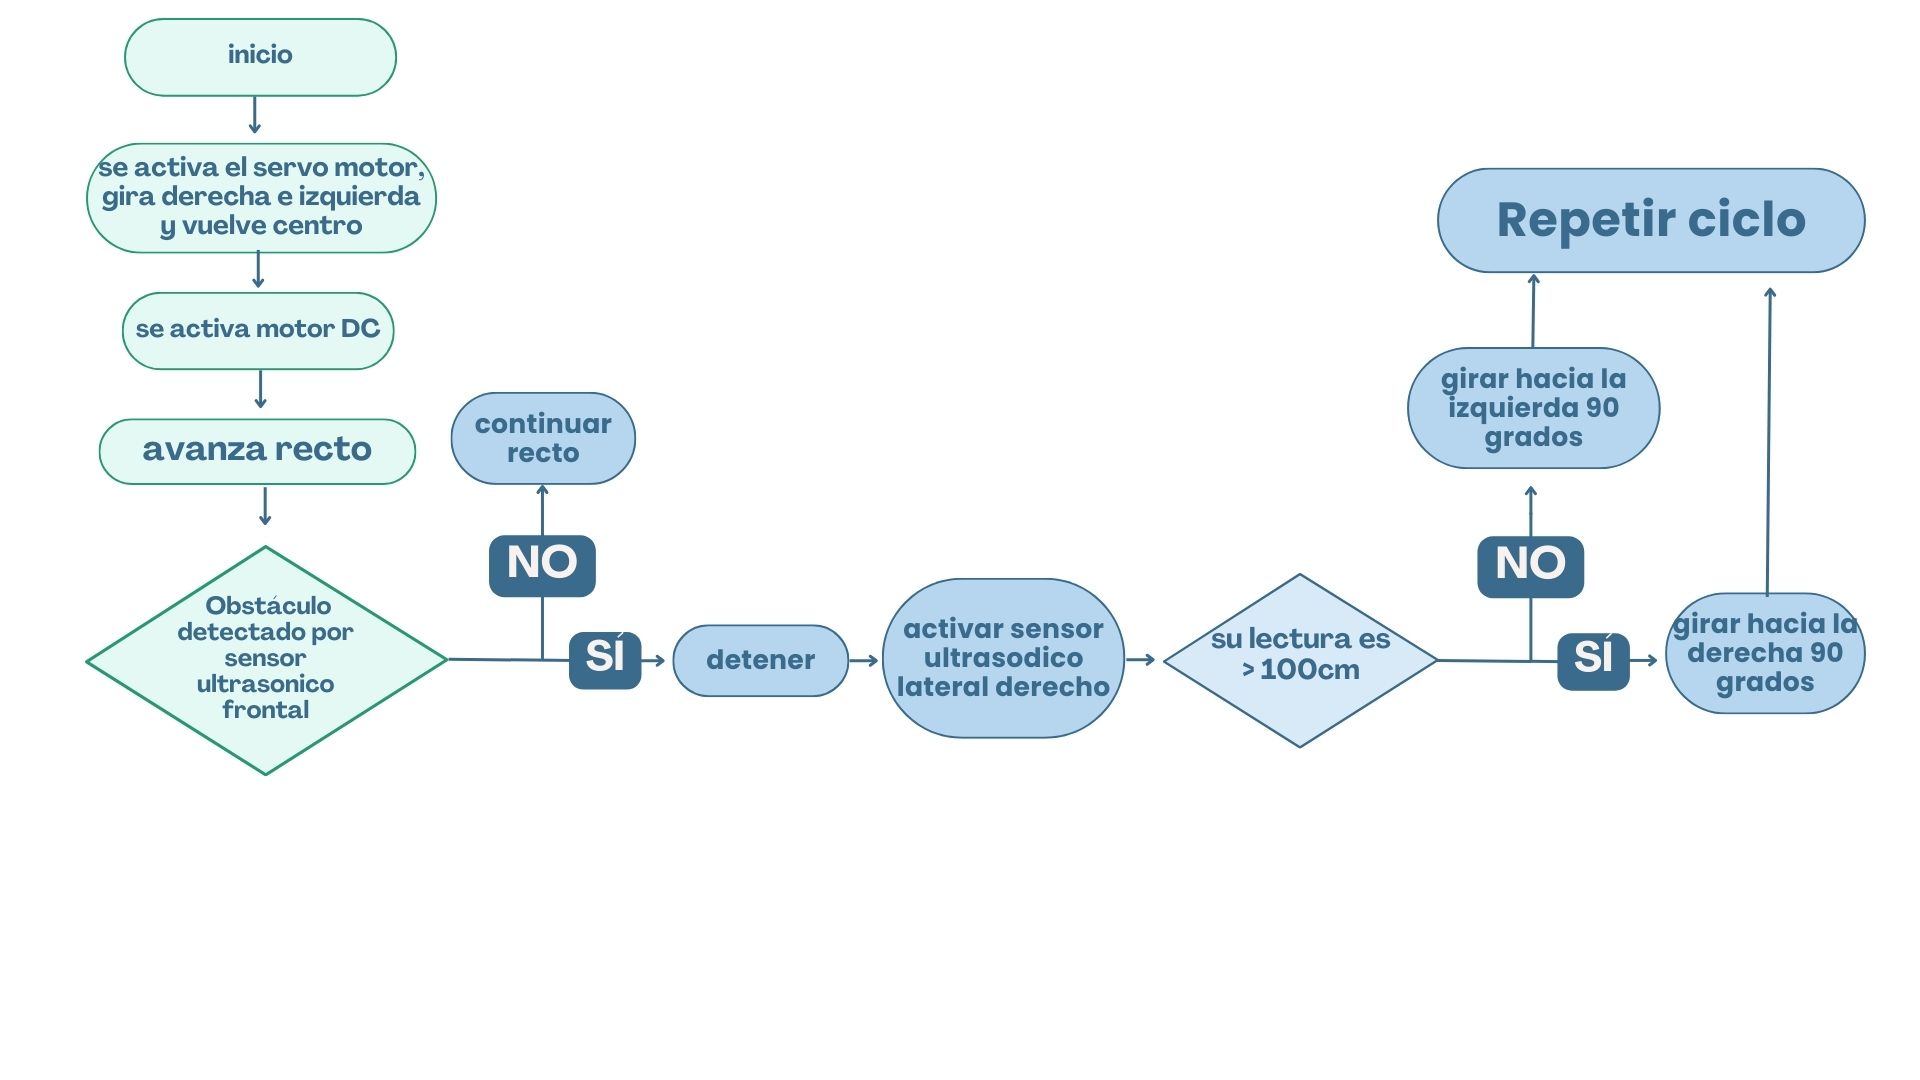 inicio
se activa el servo motor,
gira derecha e izquierda
y vuelve centro
se activa motor DC
avanza recto
Obstáculo
detectado por
sensor
ultrasonico
frontal
continuar
recto
NO
SÍ
detener
activar sensor
ultrasodico
lateral derecho
su lectura es
> 100cm
NO
SÍ
girar hacia la
izquierda 90
grados
girar hacia la
derecha 90
grados
Repetir ciclo